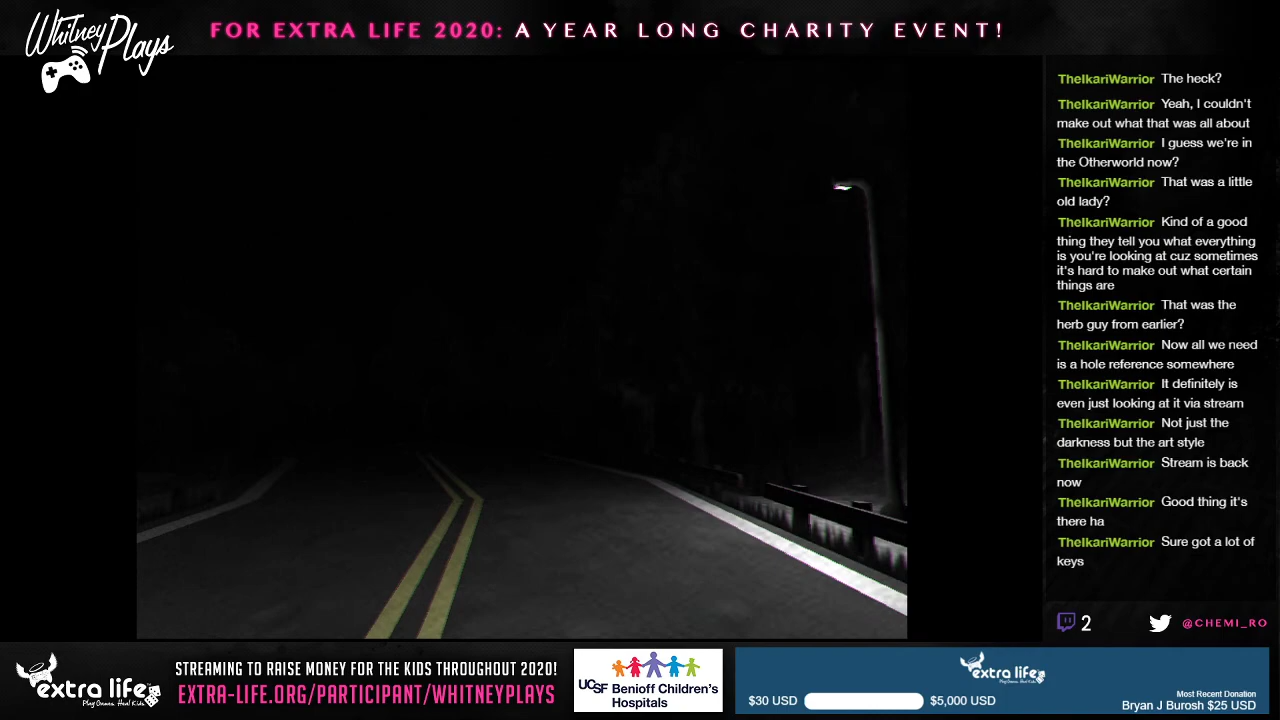 Whitney Plays
FOR EXTRA LIFE 2020: A YEAR LONG CHARITY EVENT!
TheIkariWarrior The heck?
TheIkariWarrior Yeah, I couldn't
make out what that was all about
TheIkariWarrior I guess we're in
the Otherworld now?
TheIkariWarrior That was a little
old lady?
TheIkariWarrior Kind of a good
thing they tell you what everything
is you're looking at cuz sometimes
it's hard to make out what certain
things are
TheIkariWarrior That was the
herb guy from earlier?
TheIkariWarrior Now all we need
is a hole reference somewhere
TheIkariWarrior It definitely is
even just looking at it via stream
TheIkariWarrior Not just the
darkness but the art style
TheIkariWarrior Stream is back
now
TheIkariWarrior Good thing it's
there ha
TheIkariWarrior Sure got a lot of
keys
2 @CHEMI_RO
extra life
Play Games. Heal Kids.
STREAMING TO RAISE MONEY FOR THE KIDS THROUGHOUT 2020!
EXTRA-LIFE.ORG/PARTICIPANT/WHITNEYPLAYS
UCSF Benioff Children's
Hospitals
extra life
Play Games. Heal Kids.
$30 USD $5,000 USD
Most Recent Donation
Bryan J Burosh $25 USD